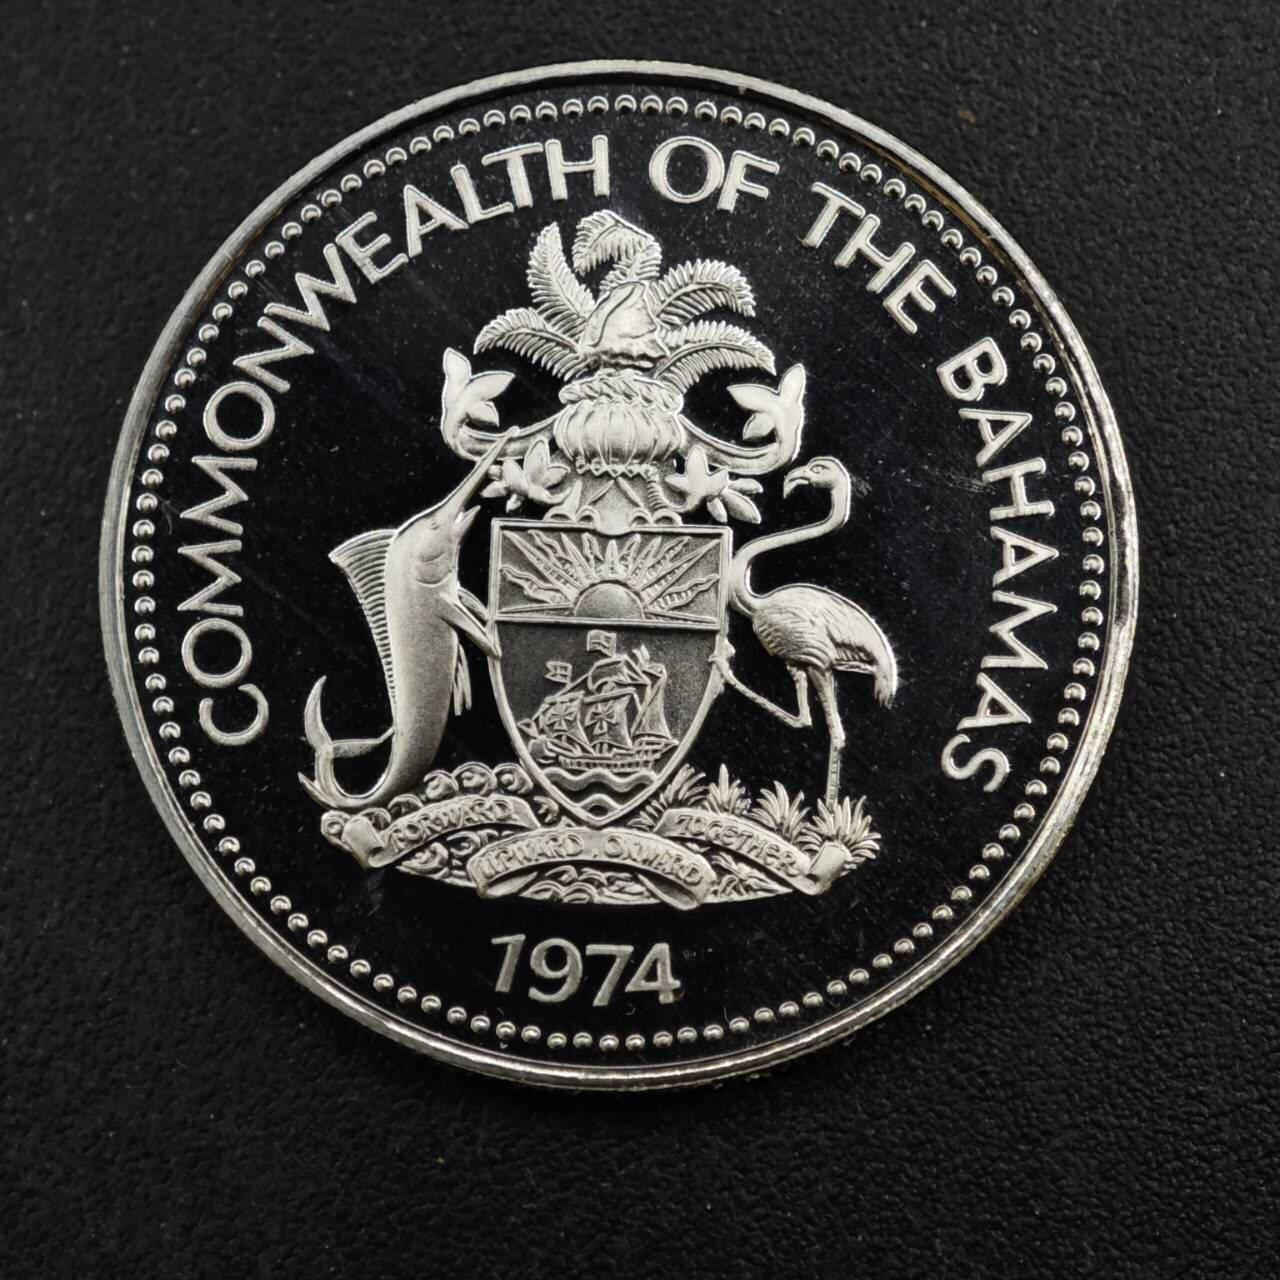 COMMONWEALTH OF THE BAHAMAS
FORWARD
UPWARD ONWARD
TOGETHER
1974